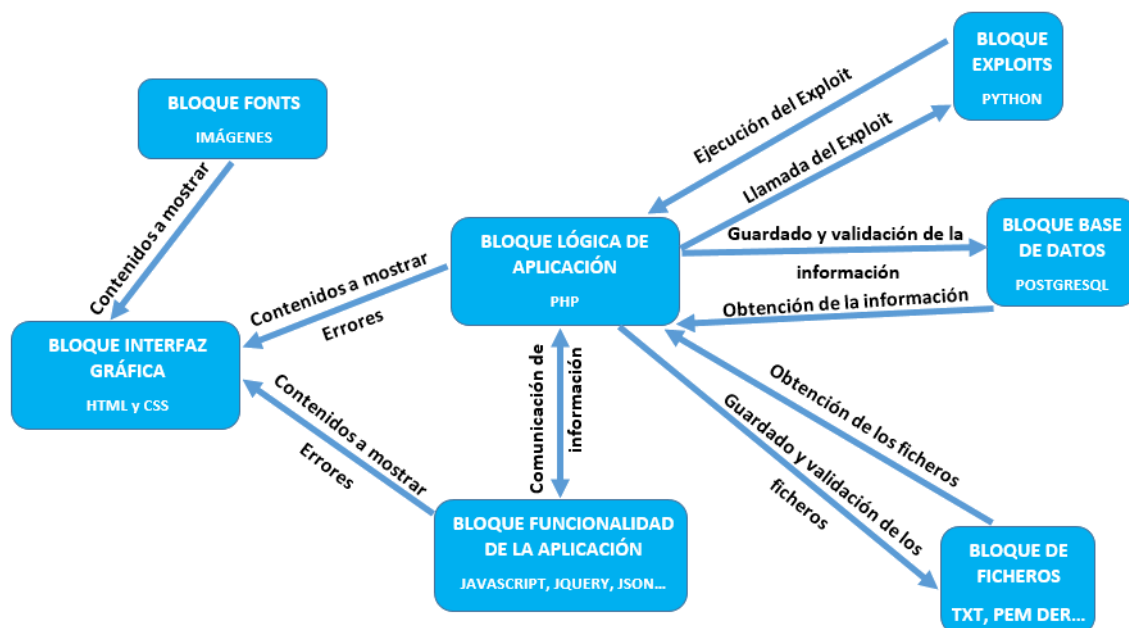 BLOQUE
EXPLOITS
PYTHON
BLOQUE FONTS
IMÁGENES
Ejecución del Exploit
Llamada del Exploit
Contenidos a mostrar
BLOQUE LÓGICA DE
APLICACIÓN
PHP
Guardado y validación de la
información
Obtención de la información
BLOQUE BASE
DE DATOS
POSTGRESQL
Contenidos a mostrar
Errores
BLOQUE INTERFAZ
GRÁFICA
HTML y CSS
Contenidos a mostrar
Errores
Comunicación de
información
Obtención de los ficheros
Guardado y validación de los
ficheros
BLOQUE FUNCIONALIDAD
DE LA APLICACIÓN
JAVASCRIPT, JQUERY, JSON...
BLOQUE DE
FICHEROS
TXT, PEM DER...